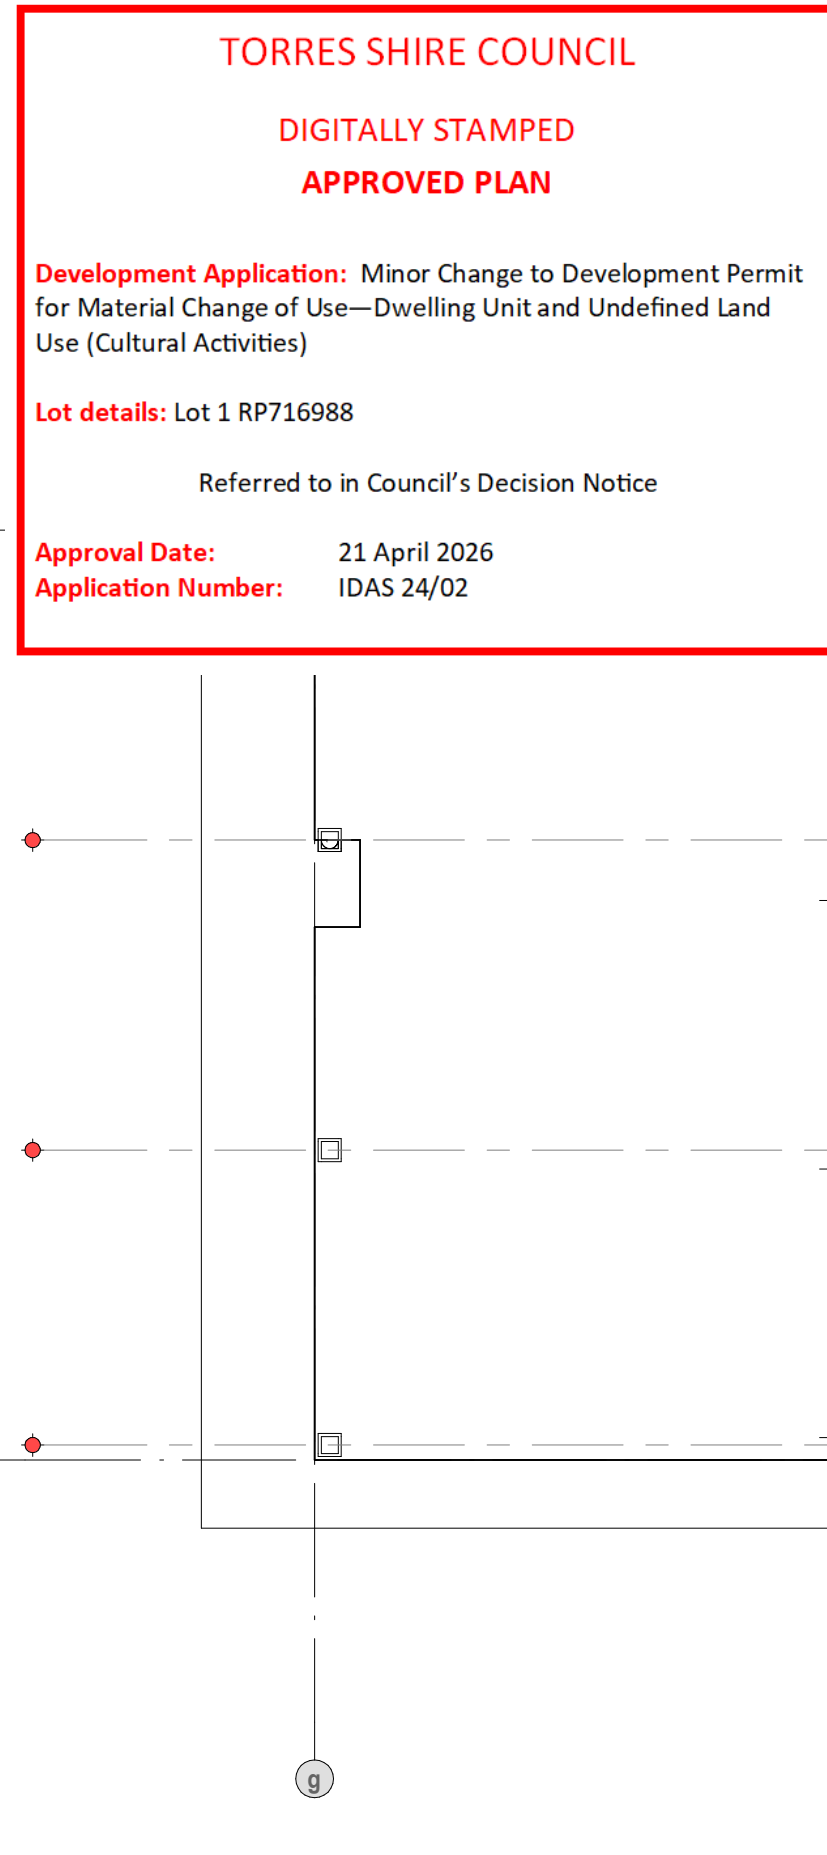 TORRES SHIRE COUNCIL
DIGITALLY STAMPED
APPROVED PLAN
Development Application: Minor Change to Development Permit
for Material Change of Use—Dwelling Unit and Undefined Land
Use (Cultural Activities)
Lot details: Lot 1 RP716988
Referred to in Council’s Decision Notice
Approval Date: 21 April 2026
Application Number: IDAS 24/02
g